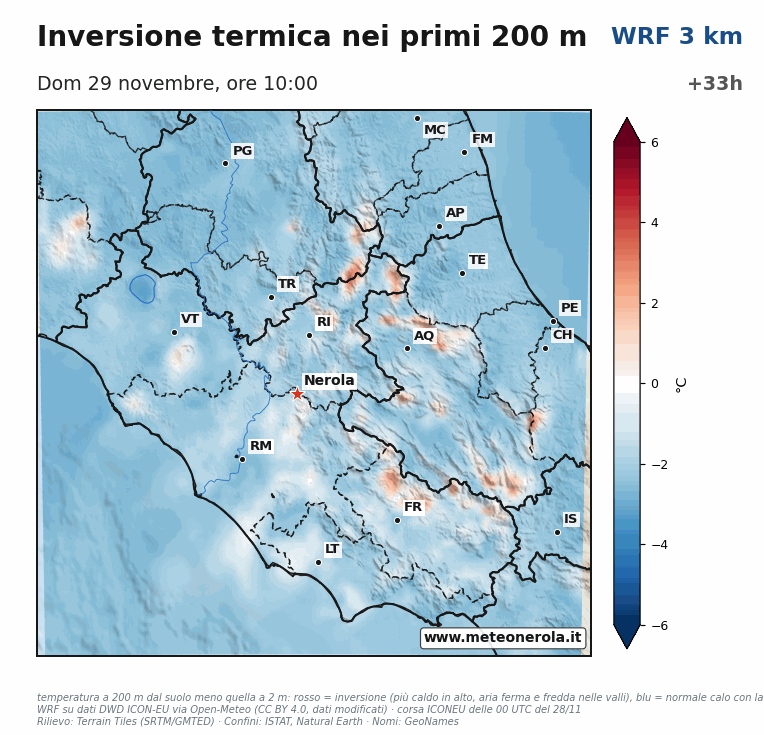 Inversione termica nei primi 200 m WRF 3 km
Dom 29 novembre, ore 10:00 +33h
MC
FM
PG
AP
TE
TR
PE
VT
RI
AQ
CH
Nerola
RM
FR
IS
LT
6
4
2
0
−2
−4
−6
°C
www.meteonerola.it
temperatura a 200 m dal suolo meno quella a 2 m: rosso = inversione (più caldo in alto, aria ferma e fredda nelle valli), blu = normale calo con la
WRF su dati DWD ICON-EU via Open-Meteo (CC BY 4.0, dati modificati) · corsa ICONEU delle 00 UTC del 28/11
Rilievo: Terrain Tiles (SRTM/GMTED) · Confini: ISTAT, Natural Earth · Nomi: GeoNames